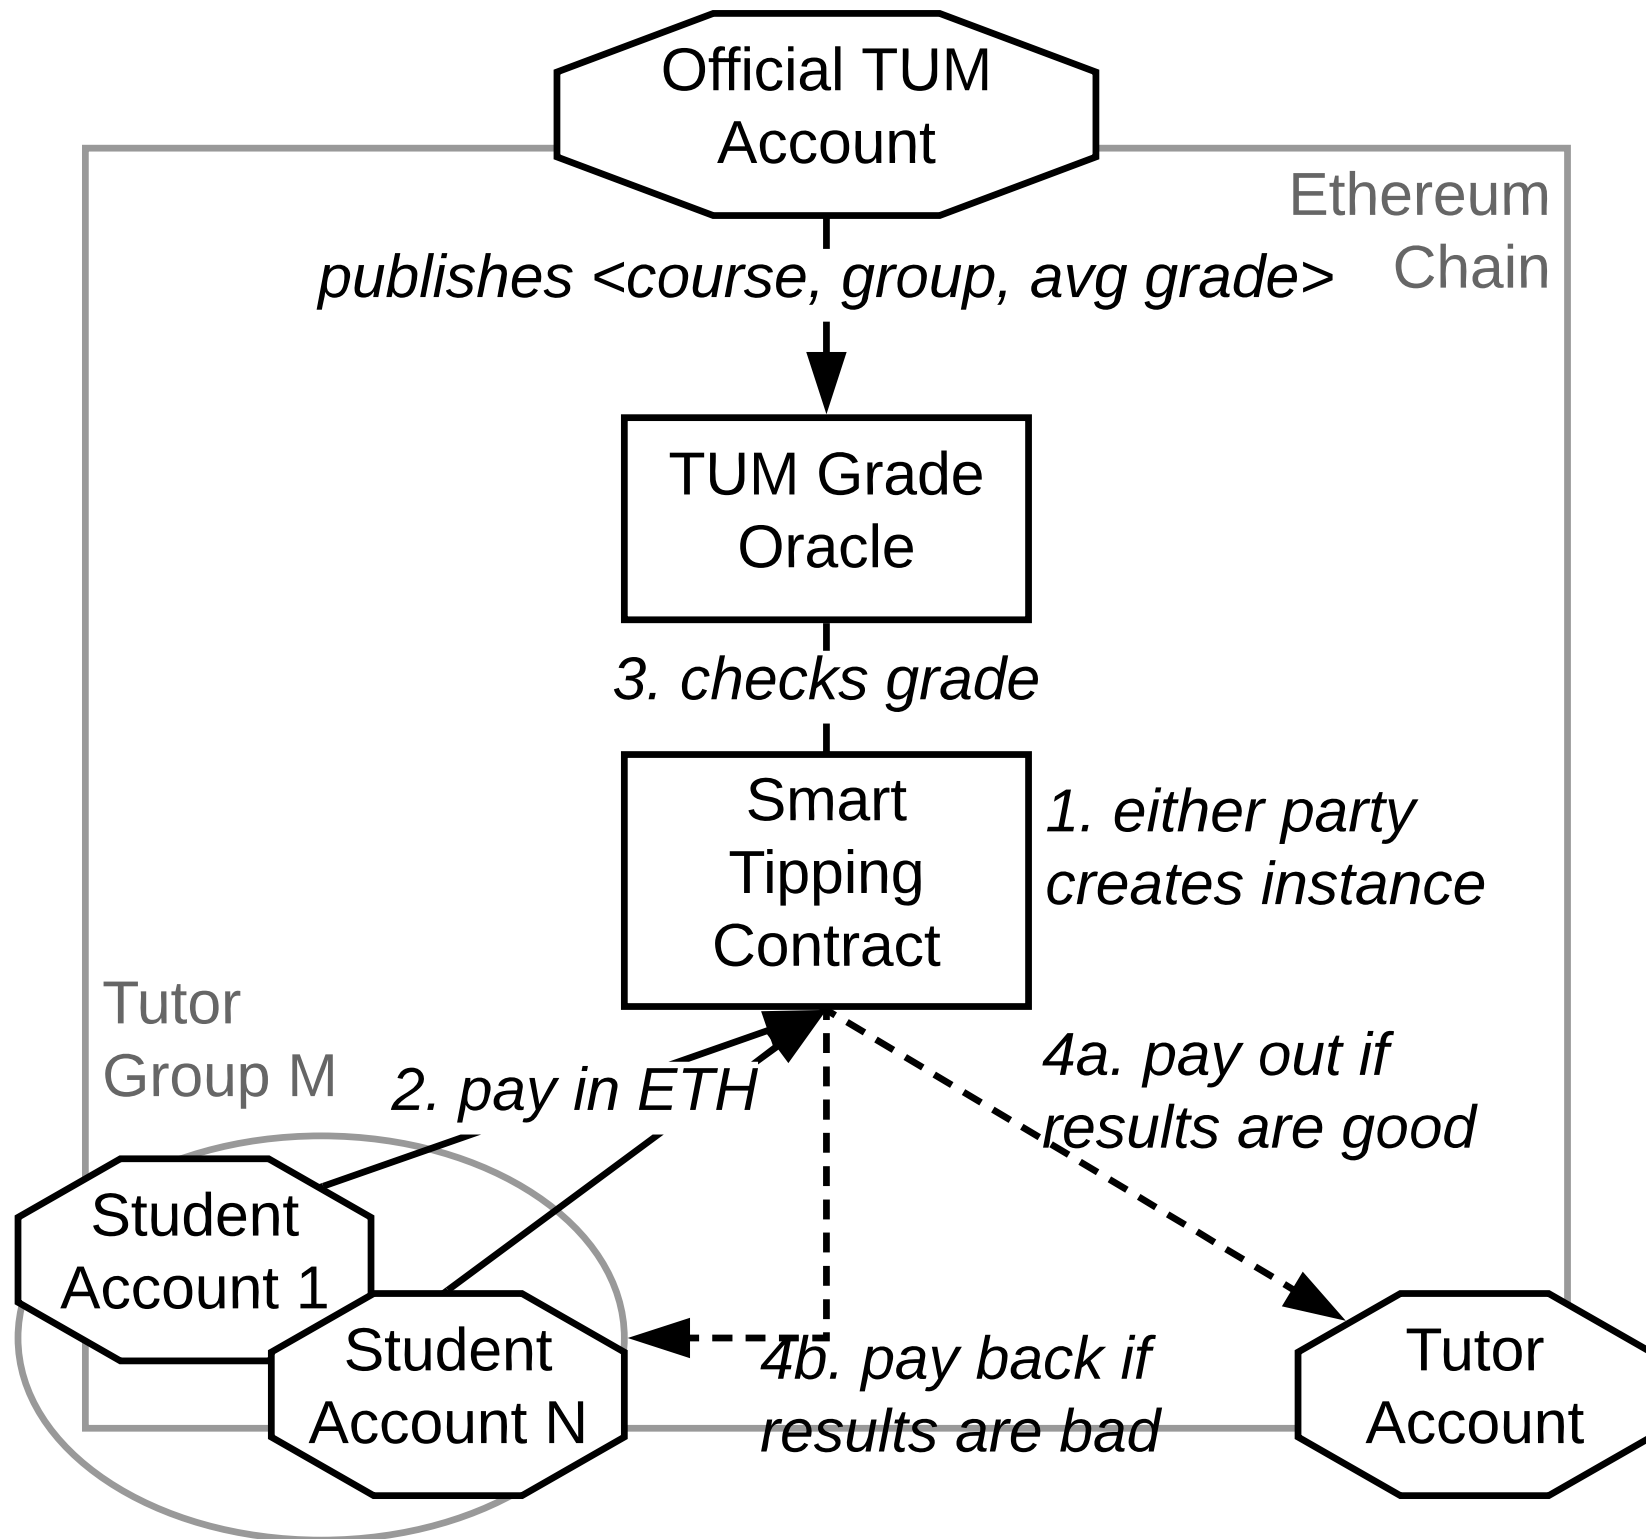 Official TUM
Account
Ethereum
Chain
publishes <course, group, avg grade>
TUM Grade
Oracle
3. checks grade
Smart
Tipping
Contract
1. either party
creates instance
Tutor
Group M
2. pay in ETH
4a. pay out if
results are good
Student
Account 1
Student
Account N
4b. pay back if
results are bad
Tutor
Account